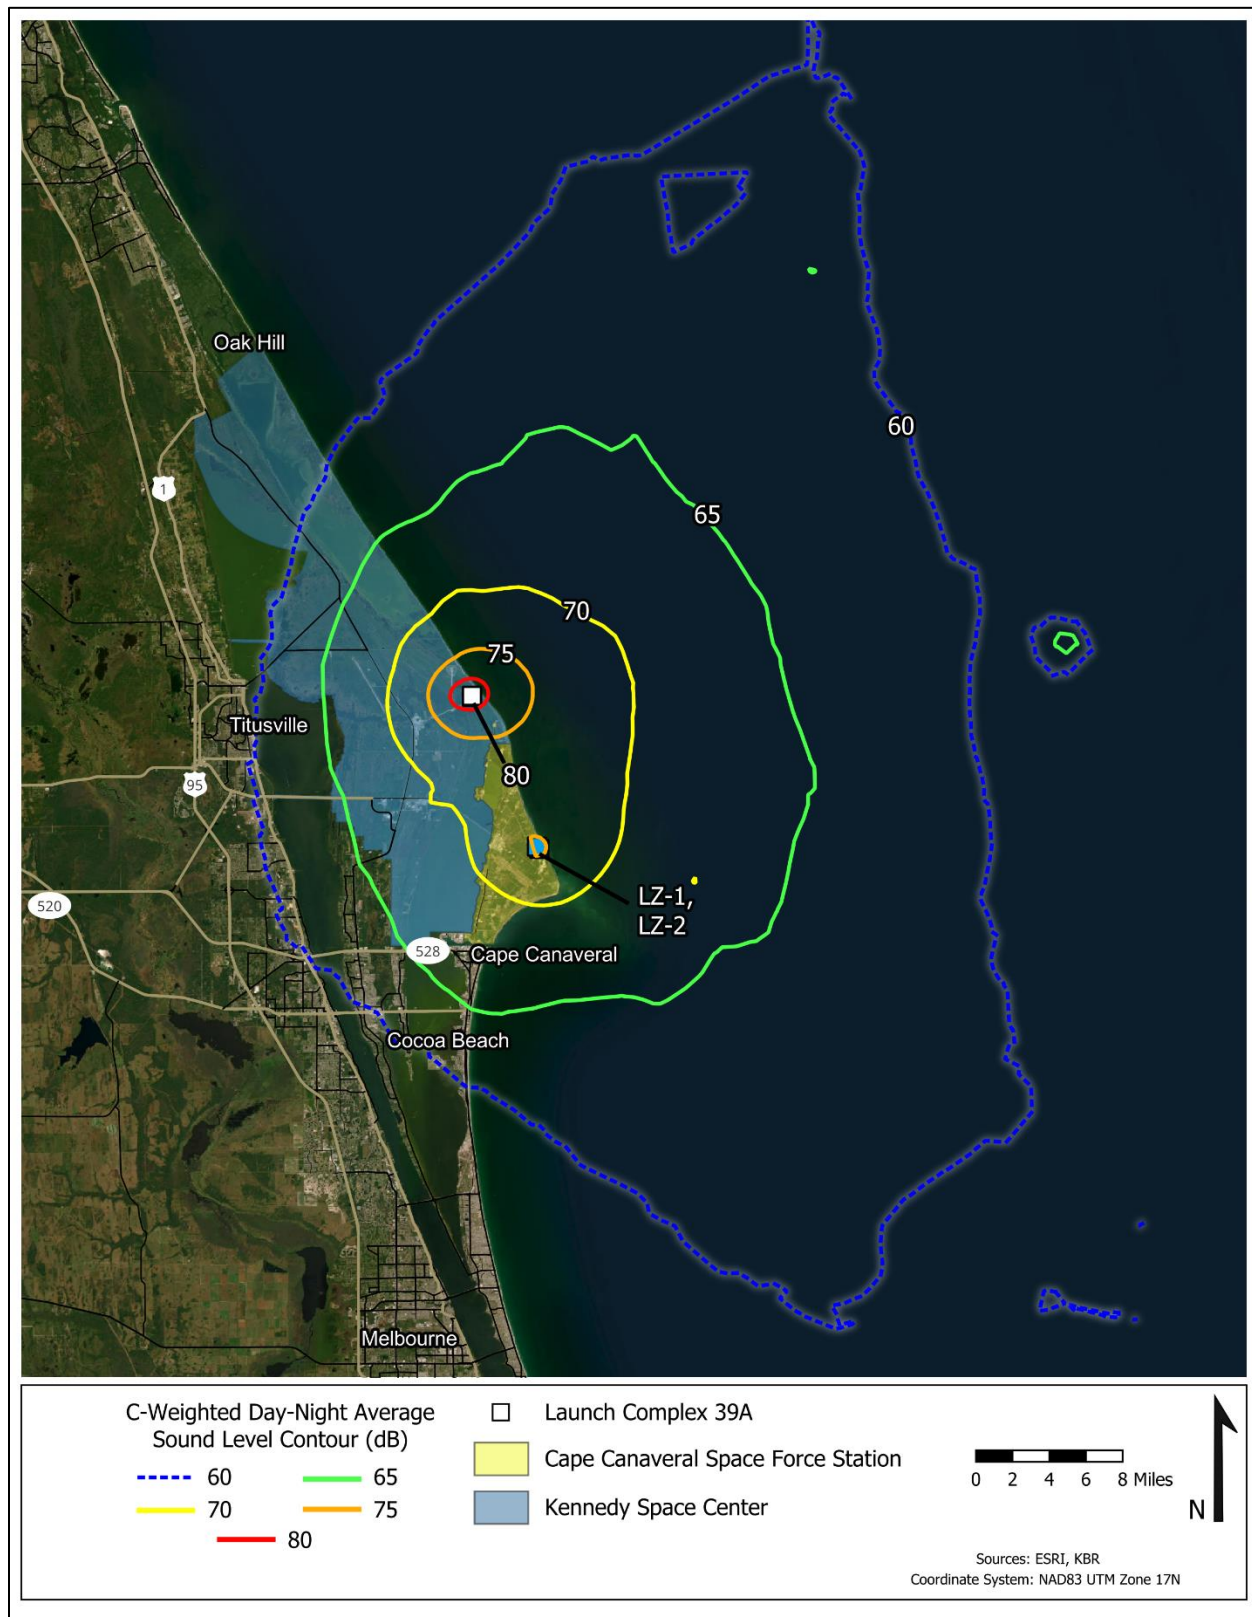 Oak Hill
60
1
65
70
75
Titusville
80
95
LZ-1,
LZ-2
520
528
Cape Canaveral
Cocoa Beach
Melbourne
C-Weighted Day-Night Average
Sound Level Contour (dB)
60
65
70
75
80
Launch Complex 39A
Cape Canaveral Space Force Station
Kennedy Space Center
0 2 4 6 8 Miles
N
Sources: ESRI, KBR
Coordinate System: NAD83 UTM Zone 17N